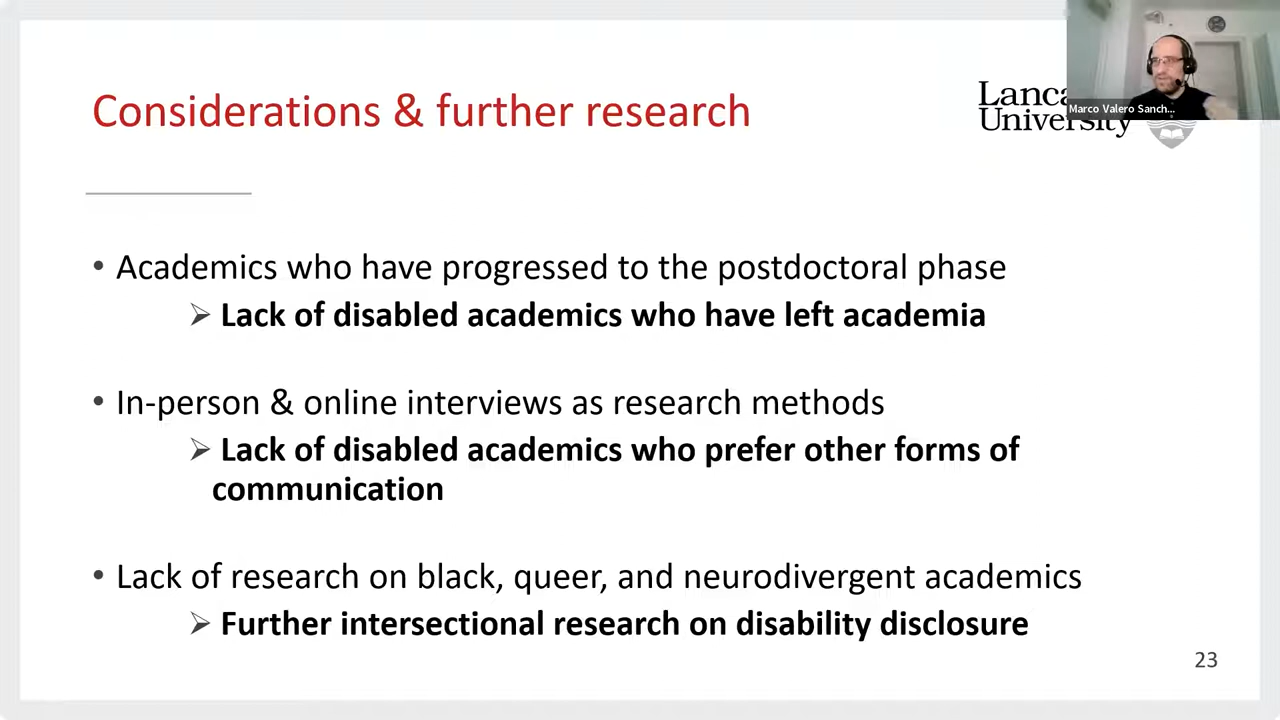 Considerations & further research
Lanca
University
Marco Valero Sanch...
• Academics who have progressed to the postdoctoral phase
➢ Lack of disabled academics who have left academia
• In-person & online interviews as research methods
➢ Lack of disabled academics who prefer other forms of
communication
• Lack of research on black, queer, and neurodivergent academics
➢ Further intersectional research on disability disclosure
23